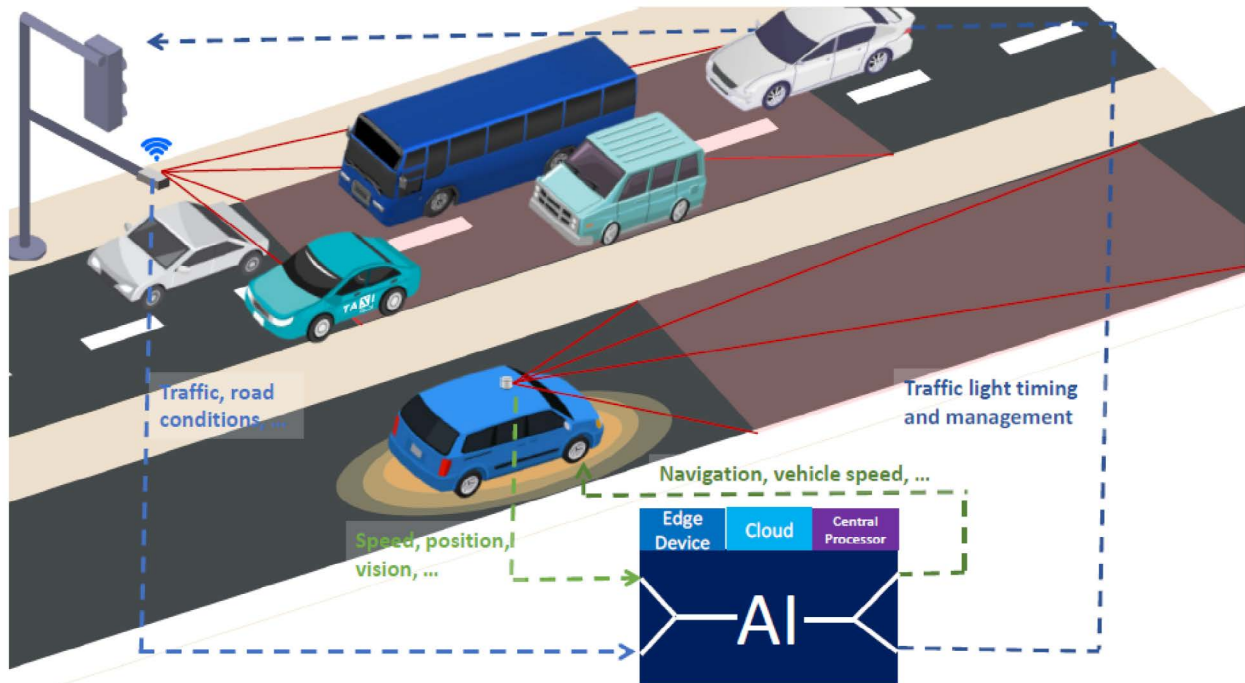 TAXI
Traffic, road
conditions, ...
Traffic light timing
and management
Navigation, vehicle speed, ...
Speed, position,
vision, ...
Edge
Device
Cloud
Central
Processor
AI